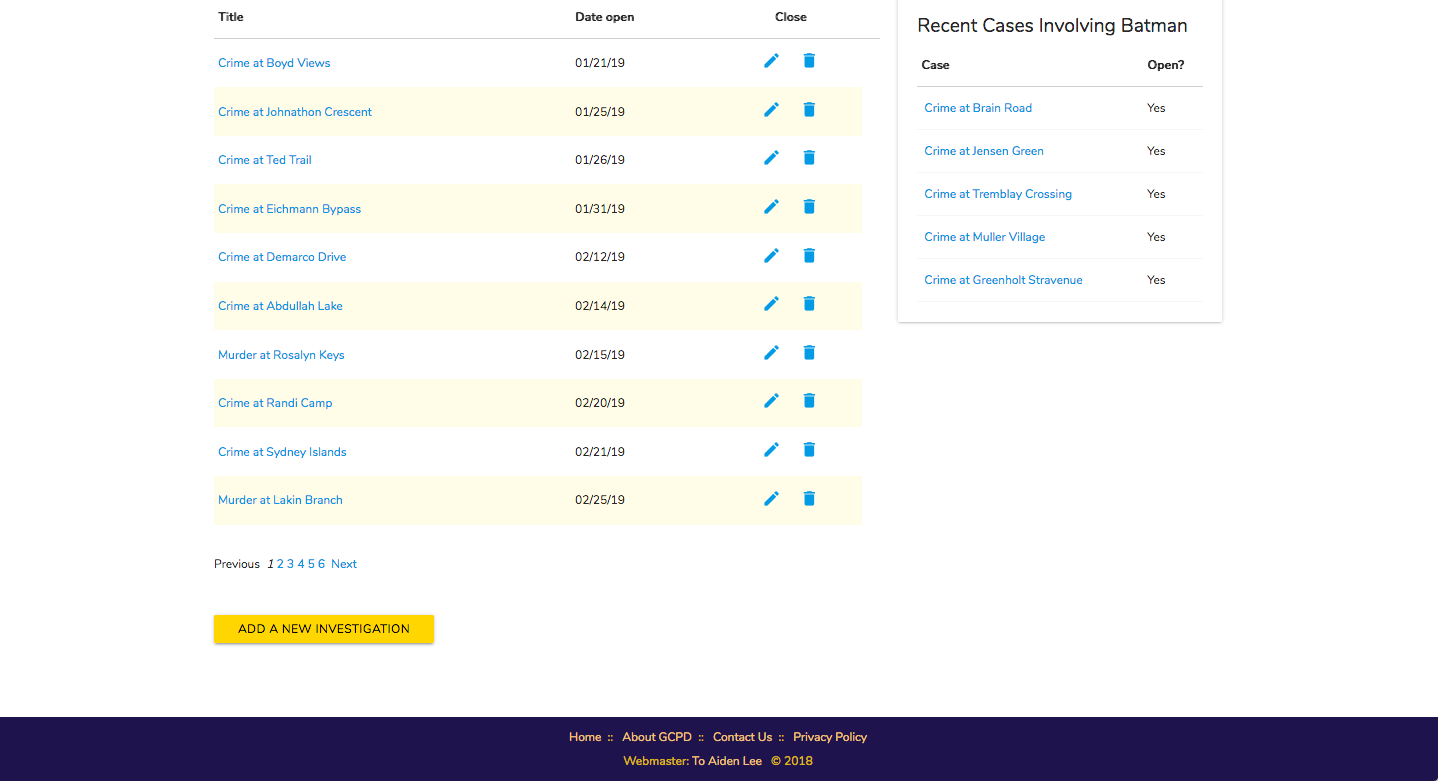 Title Date open Close
Crime at Boyd Views 01/21/19
Crime at Johnathon Crescent 01/25/19
Crime at Ted Trail 01/26/19
Crime at Eichmann Bypass 01/31/19
Crime at Demarco Drive 02/12/19
Crime at Abdullah Lake 02/14/19
Murder at Rosalyn Keys 02/15/19
Crime at Randi Camp 02/20/19
Crime at Sydney Islands 02/21/19
Murder at Lakin Branch 02/25/19
Previous 1 2 3 4 5 6 Next
ADD A NEW INVESTIGATION
Recent Cases Involving Batman
Case Open?
Crime at Brain Road Yes
Crime at Jensen Green Yes
Crime at Tremblay Crossing Yes
Crime at Muller Village Yes
Crime at Greenholt Stravenue Yes
Home :: About GCPD :: Contact Us :: Privacy Policy
Webmaster: To Aiden Lee © 2018